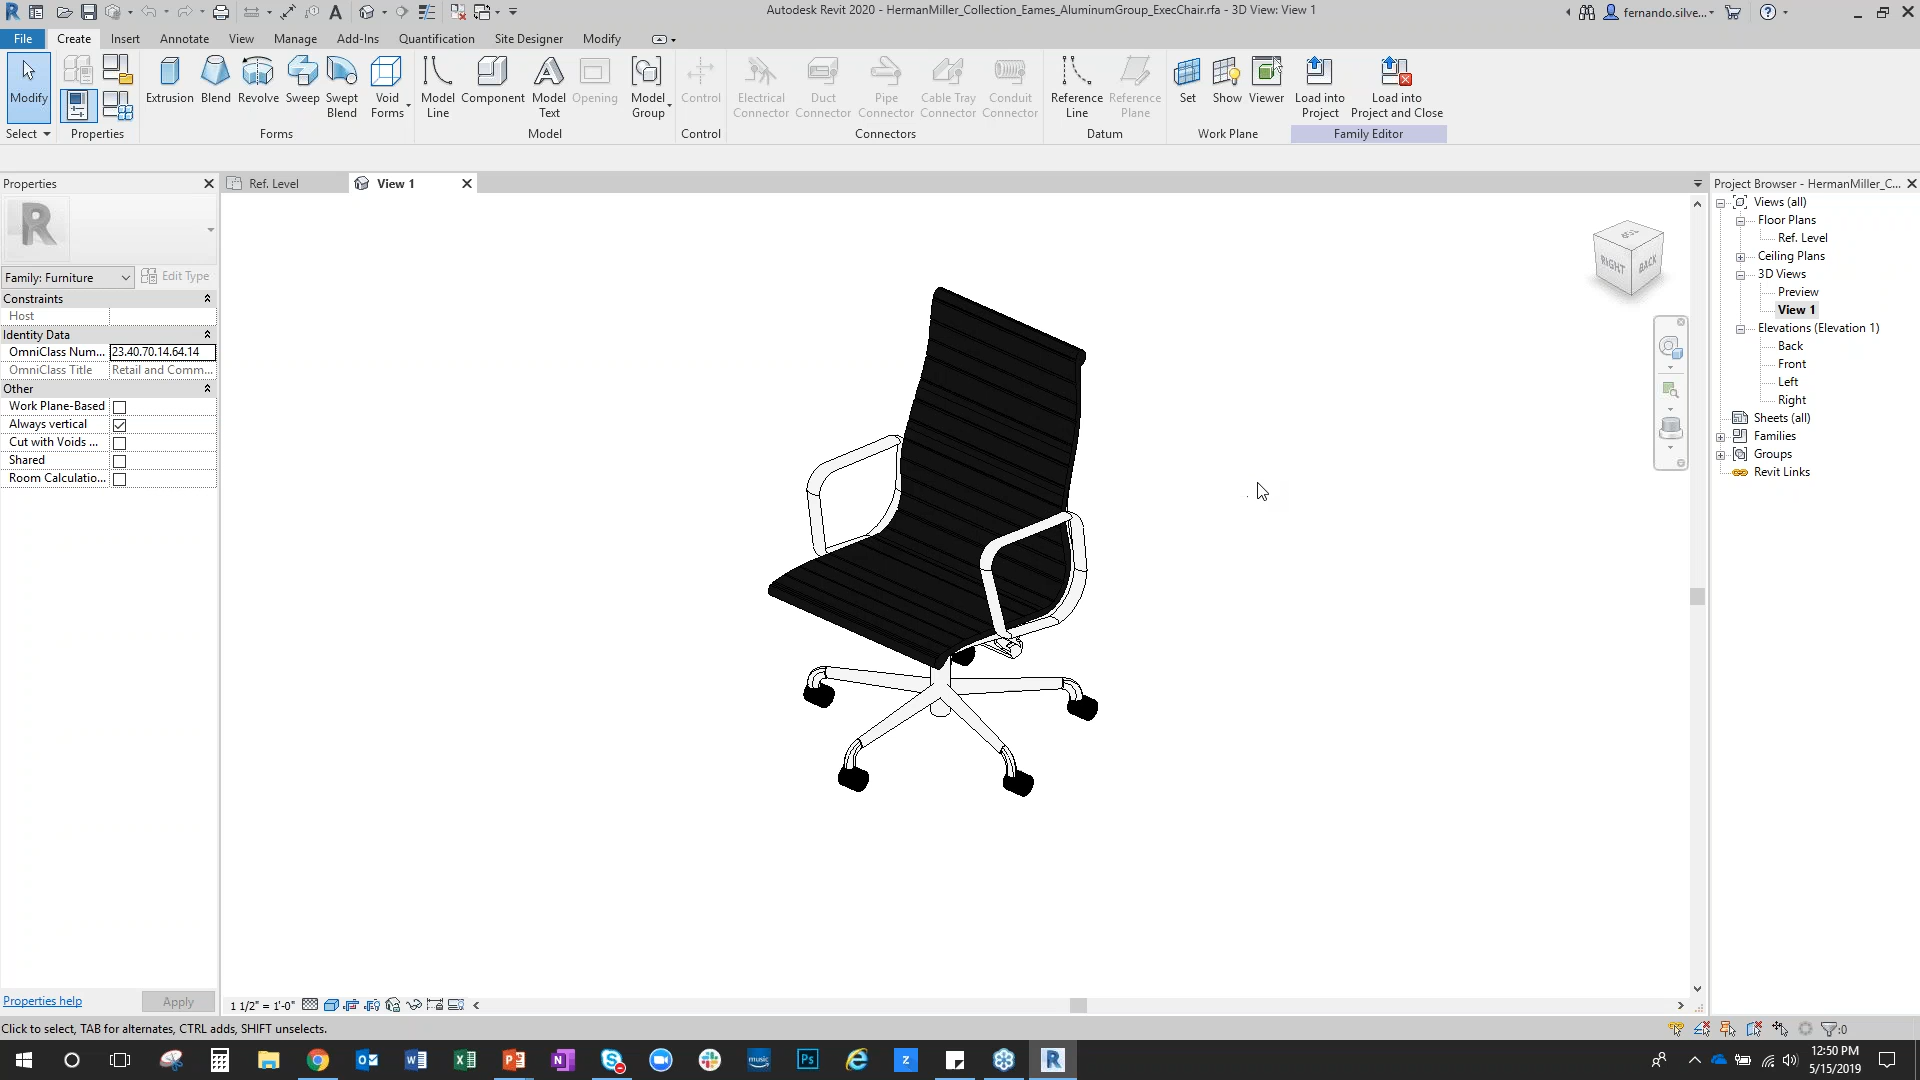 Autodesk Revit 2020 - HermanMiller_Collection_Eames_AluminumGroup_ExecChair.rfa - 3D View: View 1
fernando.silve...
File Create Insert Annotate View Manage Add-Ins Quantification Site Designer Modify
Modify
Extrusion Blend Revolve Sweep Swept Blend Void Forms
Model Line Component Model Text Opening Model Group
Control
Electrical Connector Duct Connector Pipe Connector Cable Tray Connector Conduit Connector
Reference Line Reference Plane
Set Show Viewer
Load into Project Load into Project and Close
Select Properties Forms Model Control Connectors Datum Work Plane Family Editor
Properties
Ref. Level
View 1
Project Browser - HermanMiller_C...
Family: Furniture
Edit Type
Constraints
Host
Identity Data
OmniClass Num... 23.40.70.14.64.14
OmniClass Title Retail and Comm...
Other
Work Plane-Based
Always vertical
Cut with Voids ...
Shared
Room Calculatio...
TOP
RIGHT
BACK
Views (all)
Floor Plans
Ref. Level
Ceiling Plans
3D Views
Preview
View 1
Elevations (Elevation 1)
Back
Front
Left
Right
Sheets (all)
Families
Groups
Revit Links
Properties help
Apply
1 1/2" = 1'-0"
Click to select, TAB for alternates, CTRL adds, SHIFT unselects.
:0
12:50 PM
5/15/2019